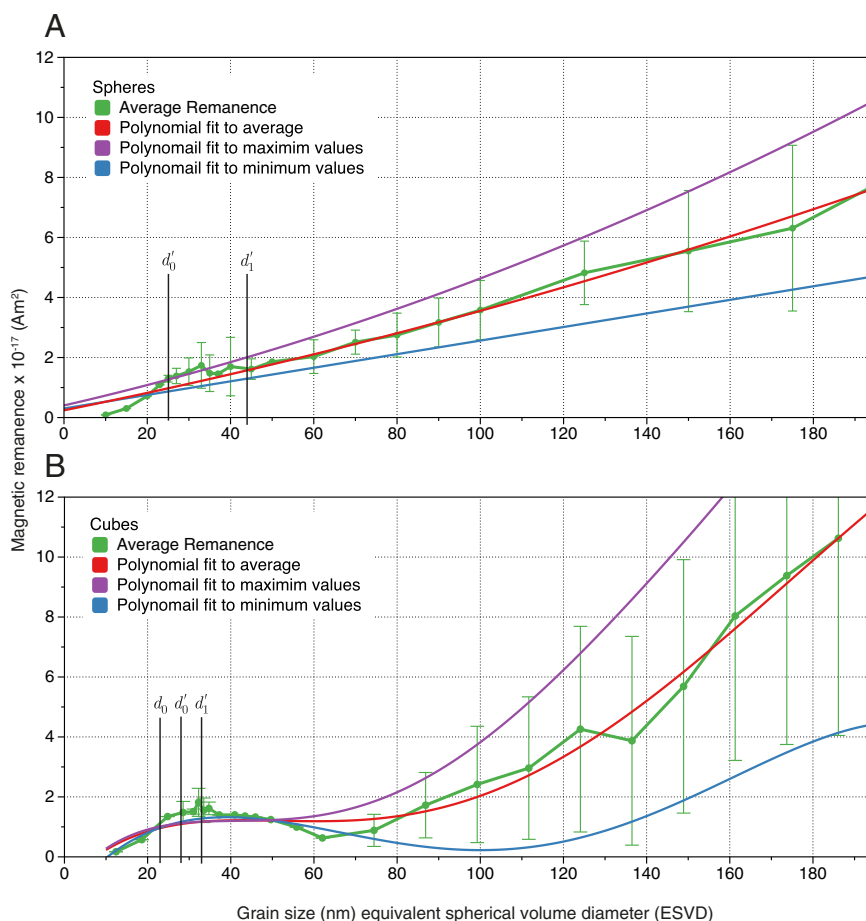 A
12
10
8
6
4
2
0
Spheres
Average Remanence
Polynomial fit to average
Polynomail fit to maximim values
Polynomail fit to minimum values
d′₀ d′₁
0 20 40 60 80 100 120 140 160 180
Magnetic remanence x 10⁻¹⁷ (Am²)
B
12
10
8
6
4
2
0
Cubes
Average Remanence
Polynomial fit to average
Polynomail fit to maximim values
Polynomail fit to minimum values
d₀ d′₀ d′₁
0 20 40 60 80 100 120 140 160 180
Grain size (nm) equivalent spherical volume diameter (ESVD)